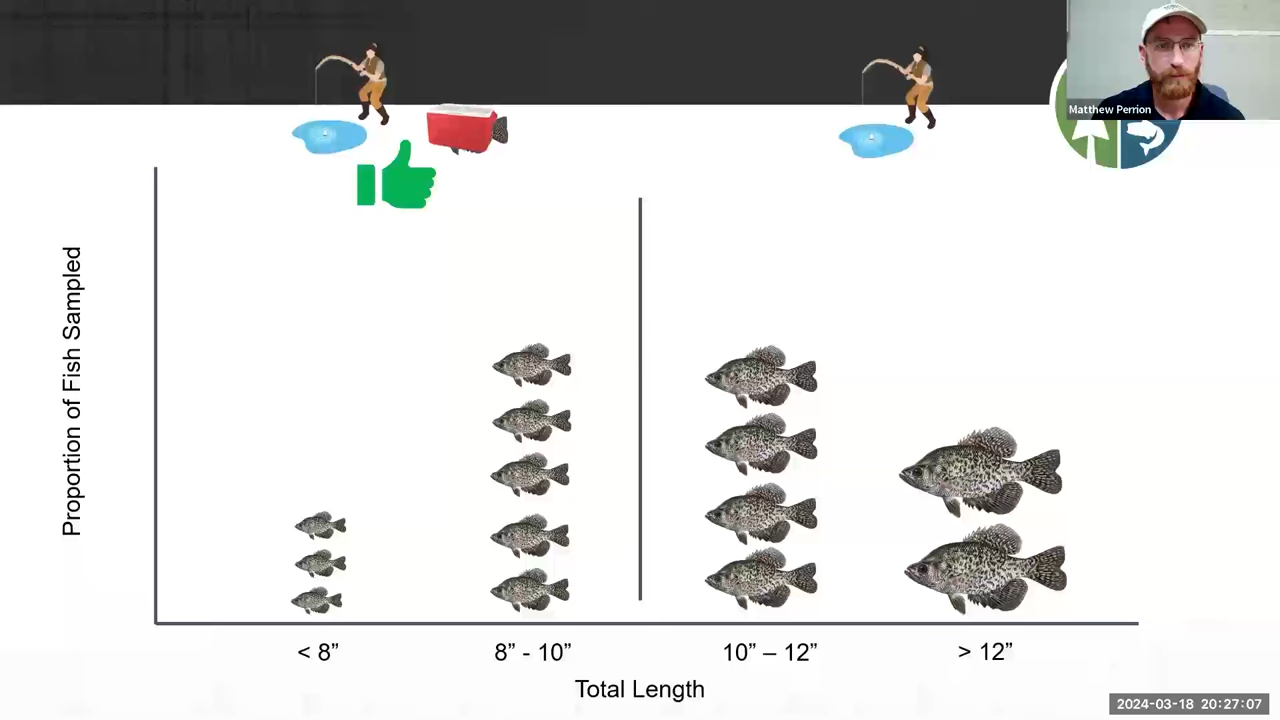 Matthew Perrion
Proportion of Fish Sampled
< 8”
8” - 10”
10” – 12”
> 12”
Total Length
2024-03-18 20:27:07